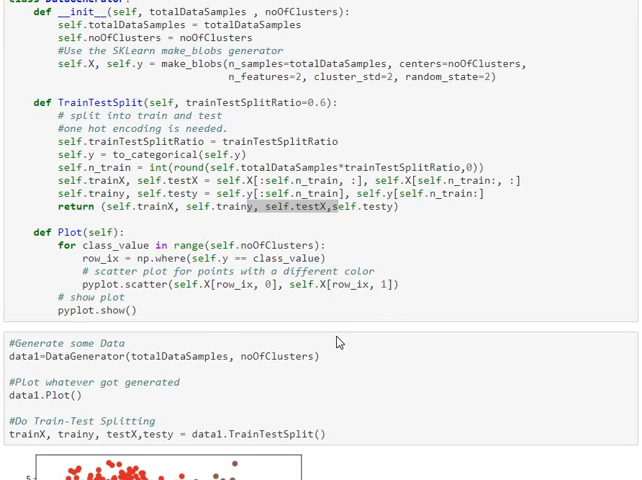 class DataGenerator:
def __init__(self, totalDataSamples , noOfClusters):
self.totalDataSamples = totalDataSamples
self.noOfClusters = noOfClusters
#Use the SKLearn make_blobs generator
self.X, self.y = make_blobs(n_samples=totalDataSamples, centers=noOfClusters,
n_features=2, cluster_std=2, random_state=2)
def TrainTestSplit(self, trainTestSplitRatio=0.6):
# split into train and test
#one hot encoding is needed.
self.trainTestSplitRatio = trainTestSplitRatio
self.y = to_categorical(self.y)
self.n_train = int(round(self.totalDataSamples*trainTestSplitRatio,0))
self.trainX, self.testX = self.X[:self.n_train, :], self.X[self.n_train:, :]
self.trainy, self.testy = self.y[:self.n_train], self.y[self.n_train:]
return (self.trainX, self.trainy, self.testX,self.testy)
def Plot(self):
for class_value in range(self.noOfClusters):
row_ix = np.where(self.y == class_value)
# scatter plot for points with a different color
pyplot.scatter(self.X[row_ix, 0], self.X[row_ix, 1])
# show plot
pyplot.show()
#Generate some Data
data1=DataGenerator(totalDataSamples, noOfClusters)
#Plot whatever got generated
data1.Plot()
#Do Train-Test Splitting
trainX, trainy, testX,testy = data1.TrainTestSplit()
5